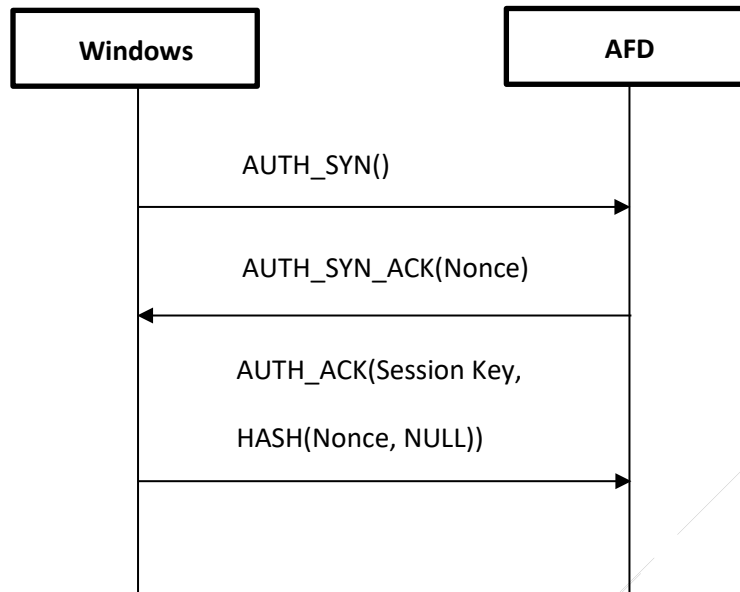 Windows
AFD
AUTH_SYN()
AUTH_SYN_ACK(Nonce)
AUTH_ACK(Session Key,
HASH(Nonce, NULL))